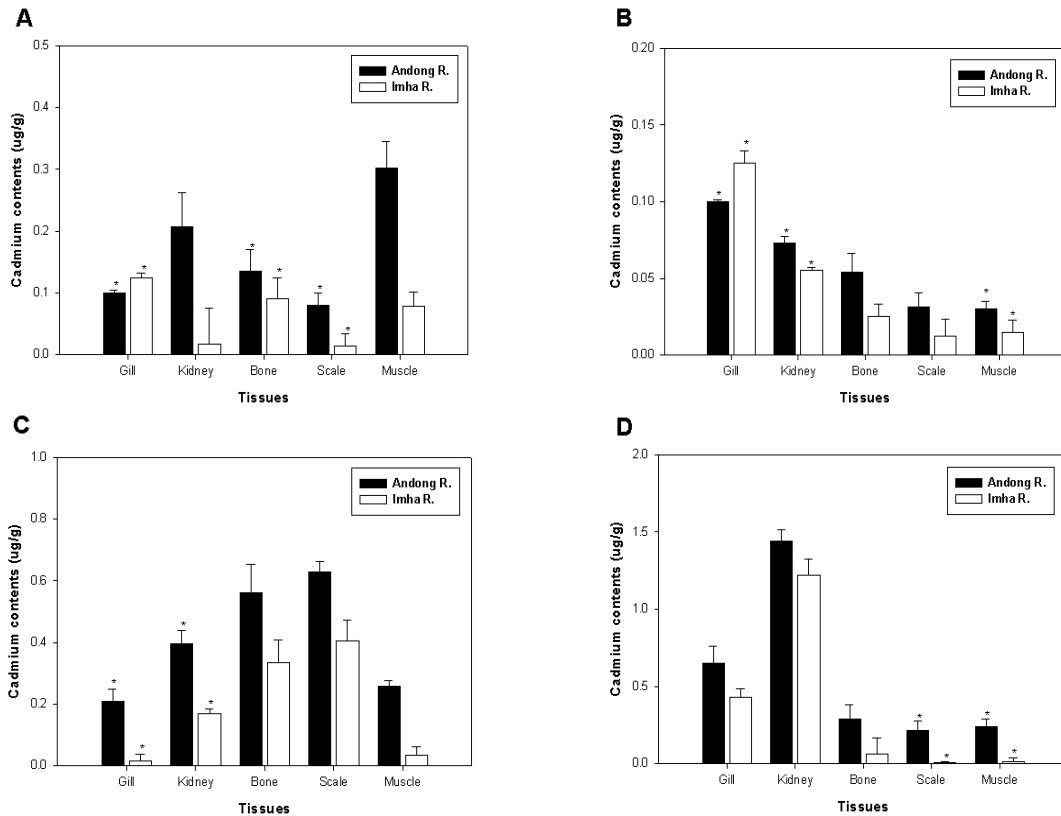 A
Cadmium contents (ug/g)
0.5
0.4
0.3
0.2
0.1
0.0
Andong R.
Imha R.
* * * * * *
Gill Kidney Bone Scale Muscle
Tissues
B
Cadmium contents (ug/g)
0.20
0.15
0.10
0.05
0.00
Andong R.
Imha R.
* * * * * *
Gill Kidney Bone Scale Muscle
Tissues
C
Cadmium contents (ug/g)
1.0
0.8
0.6
0.4
0.2
0.0
Andong R.
Imha R.
* * * *
Gill Kidney Bone Scale Muscle
Tissues
D
Cadmium contents (ug/g)
2.0
1.5
1.0
0.5
0.0
Andong R.
Imha R.
* * * *
Gill Kidney Bone Scale Muscle
Tissues